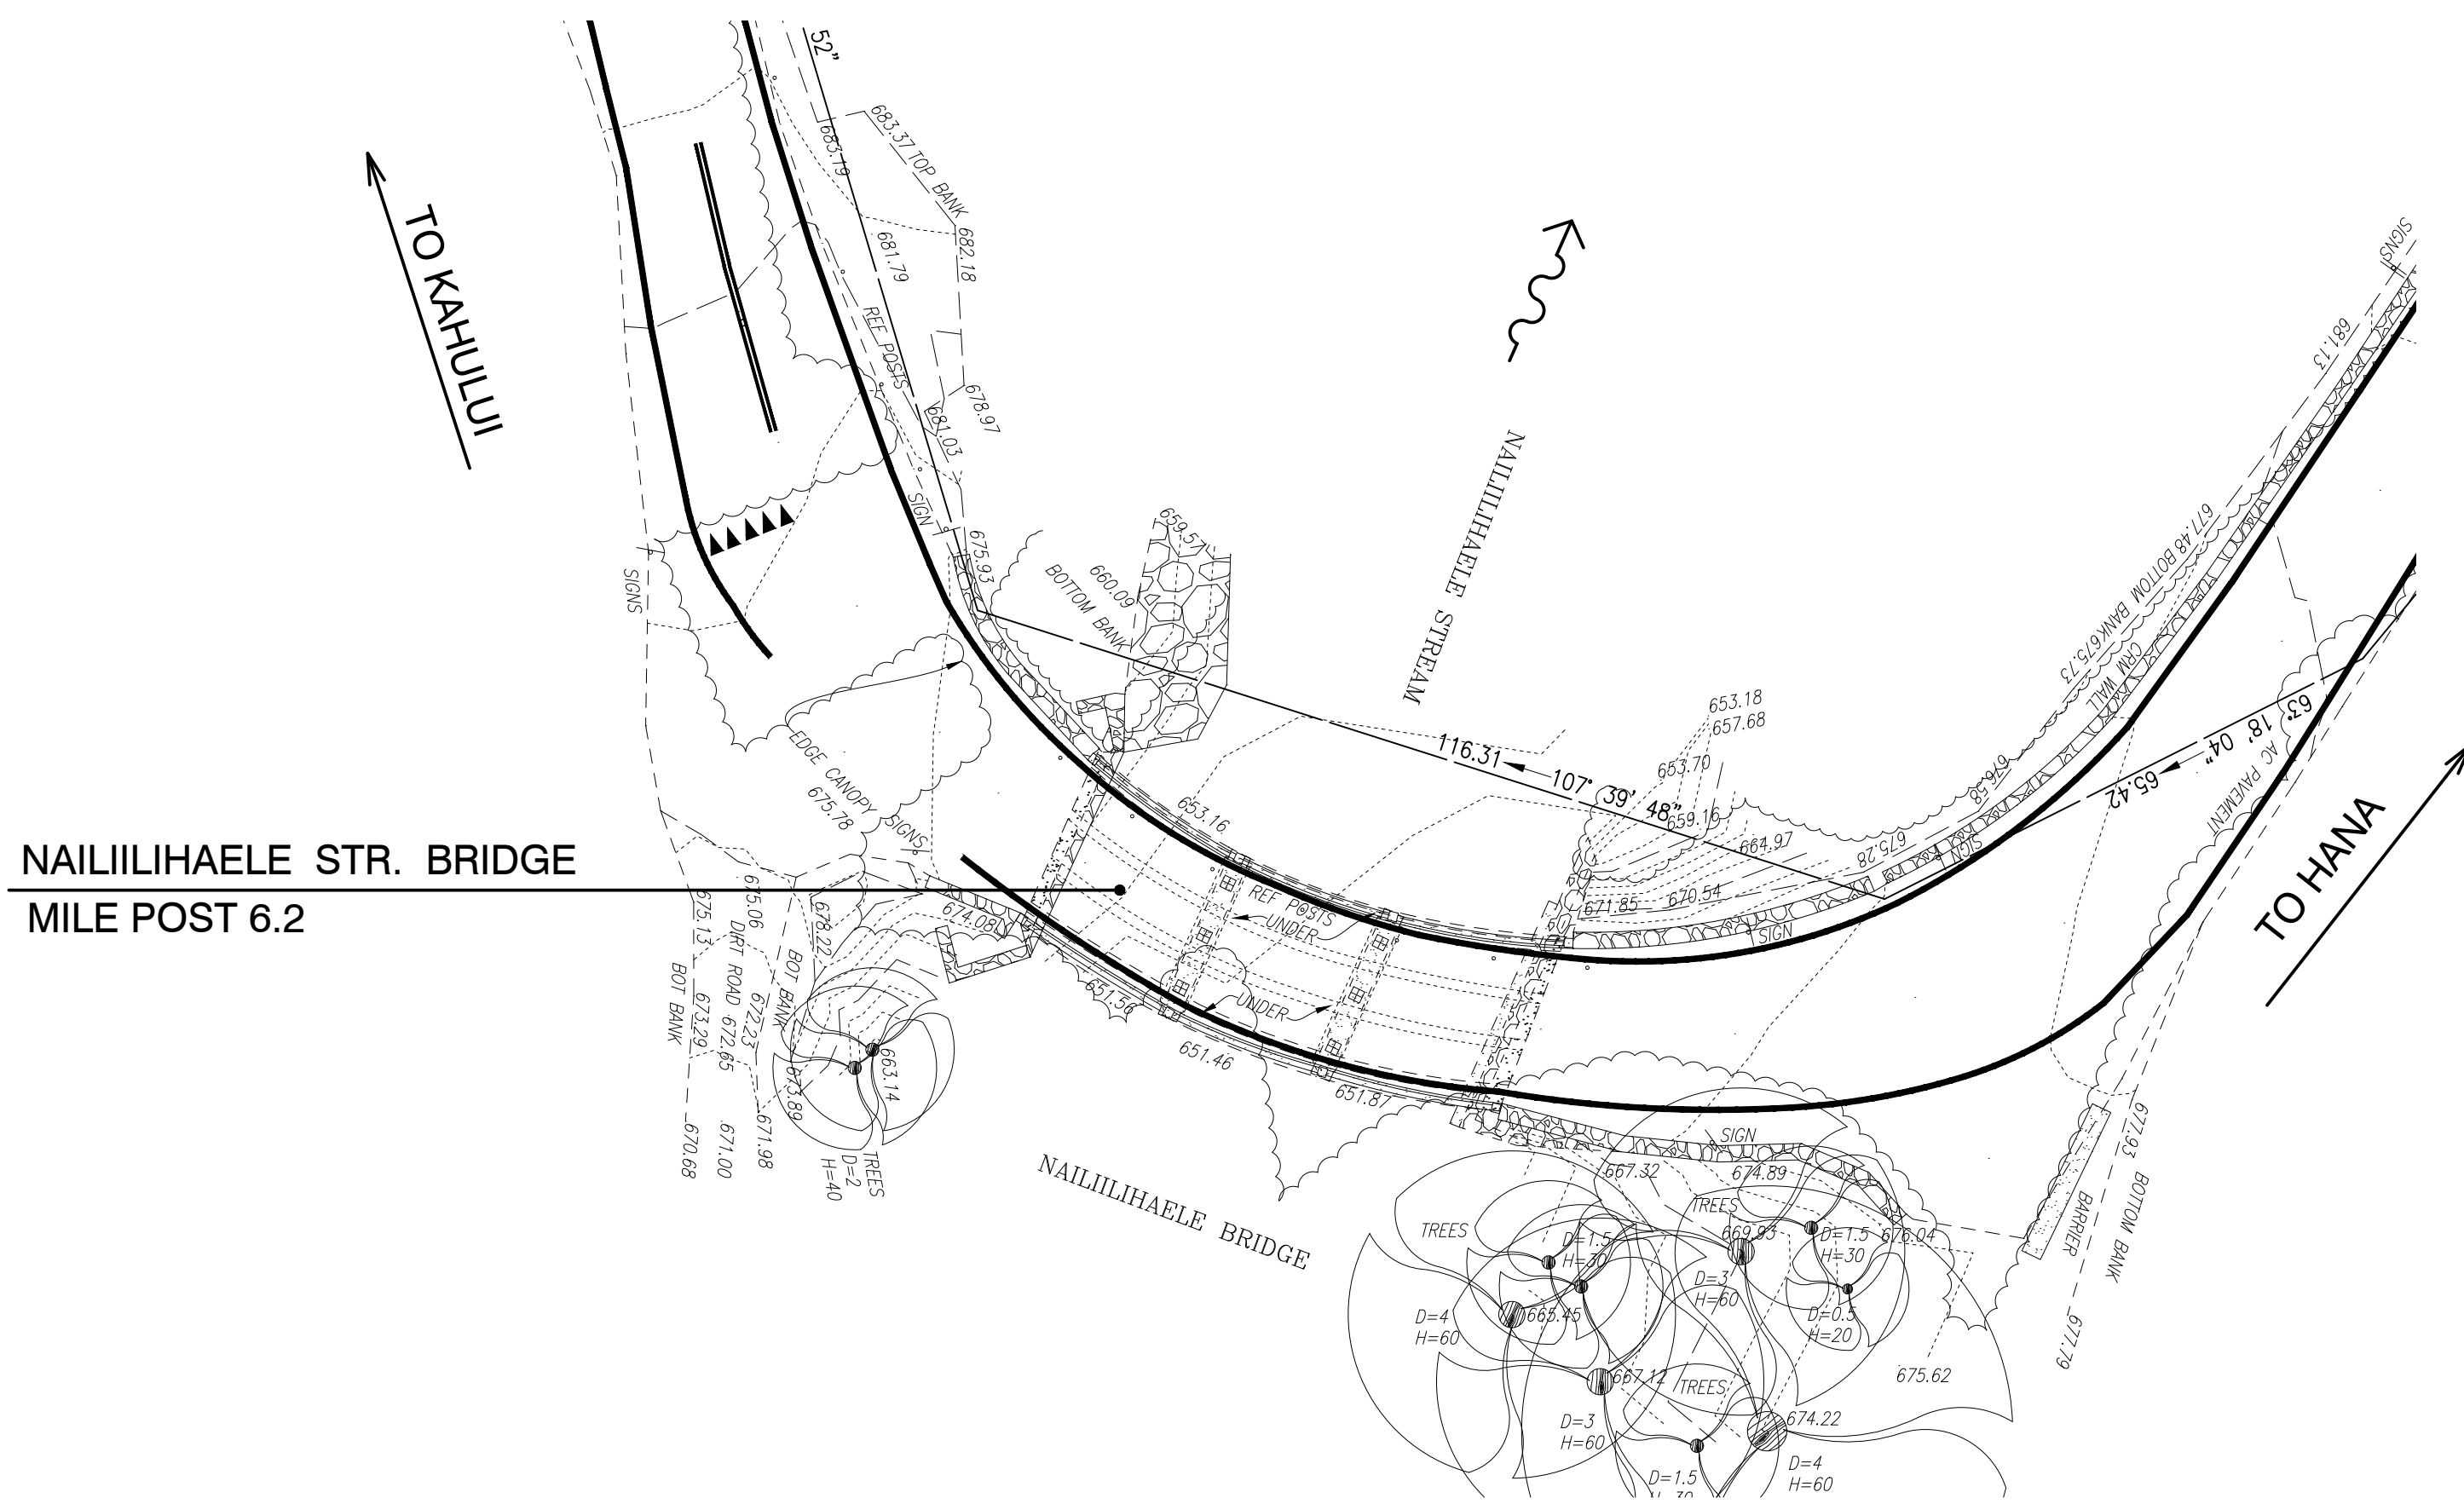 52"
683.19
683.37 TOP BANK
682.18
681.79
REF POSTS
681.03
678.97
TO KAHULUI
SIGN
675.93
SIGNS
659.57
660.09
BOTTOM BANK
NAILIILIHAELE STREAM
SIGNS
681.13
677.48 BOTTOM BANK 675.73
CRM WALL
63° 18' 04"
65.42
AC PAVEMENT
676.58
TO HANA
116.31
107° 39' 48"
653.18
657.68
653.70
659.16
664.97
675.28
SIGN
670.54
671.85
SIGN
EDGE CANOPY
675.78
SIGNS
653.16
NAILIILIHAELE STR. BRIDGE
MILE POST 6.2
REF POSTS
UNDER
UNDER
674.08
678.22
675.06
675.13
DIRT ROAD
BOT BANK
BOT BANK
672.23
672.65
673.29
673.89
663.14
671.98
671.00
670.68
TREES
D=2
H=40
651.56
651.46
651.87
NAILIILIHAELE BRIDGE
SIGN
667.32
674.89
677.93 BOTTOM BANK
BARRIER
677.79
TREES
TREES
669.93
D=1.5
H=30
D=1.5
H=30
676.04
D=3
H=60
D=0.5
H=20
D=4
H=60
665.45
667.12
TREES
675.62
D=3
H=60
674.22
D=4
H=60
D=1.5
H=30